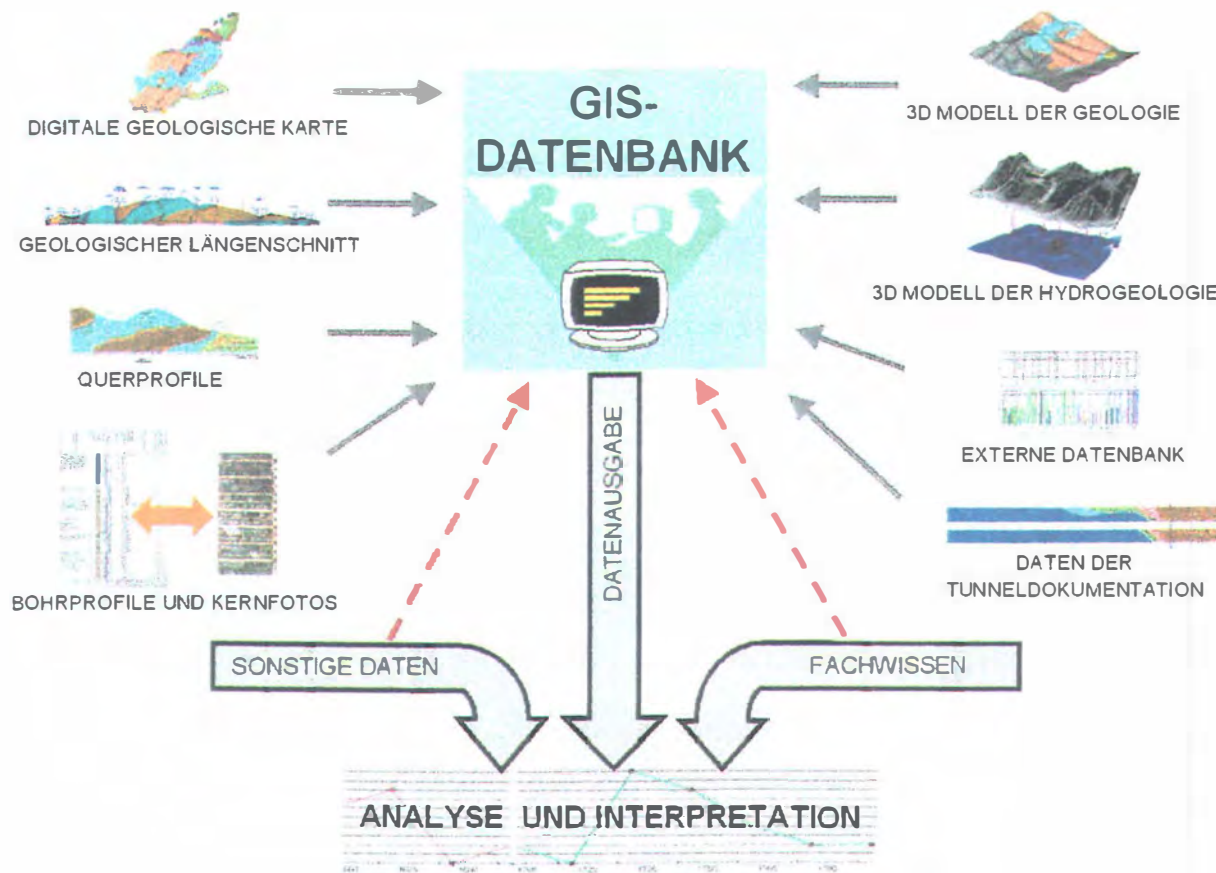 GIS-
DATENBANK
DIGITALE GEOLOGISCHE KARTE
GEOLOGISCHER LÄNGENSCHNITT
QUERPROFILE
BOHRPROFILE UND KERNFOTOS
3D MODELL DER GEOLOGIE
3D MODELL DER HYDROGEOLOGIE
EXTERNE DATENBANK
DATEN DER
TUNNELDOKUMENTATION
DATENAUSGABE
SONSTIGE DATEN
FACHWISSEN
ANALYSE UND INTERPRETATION